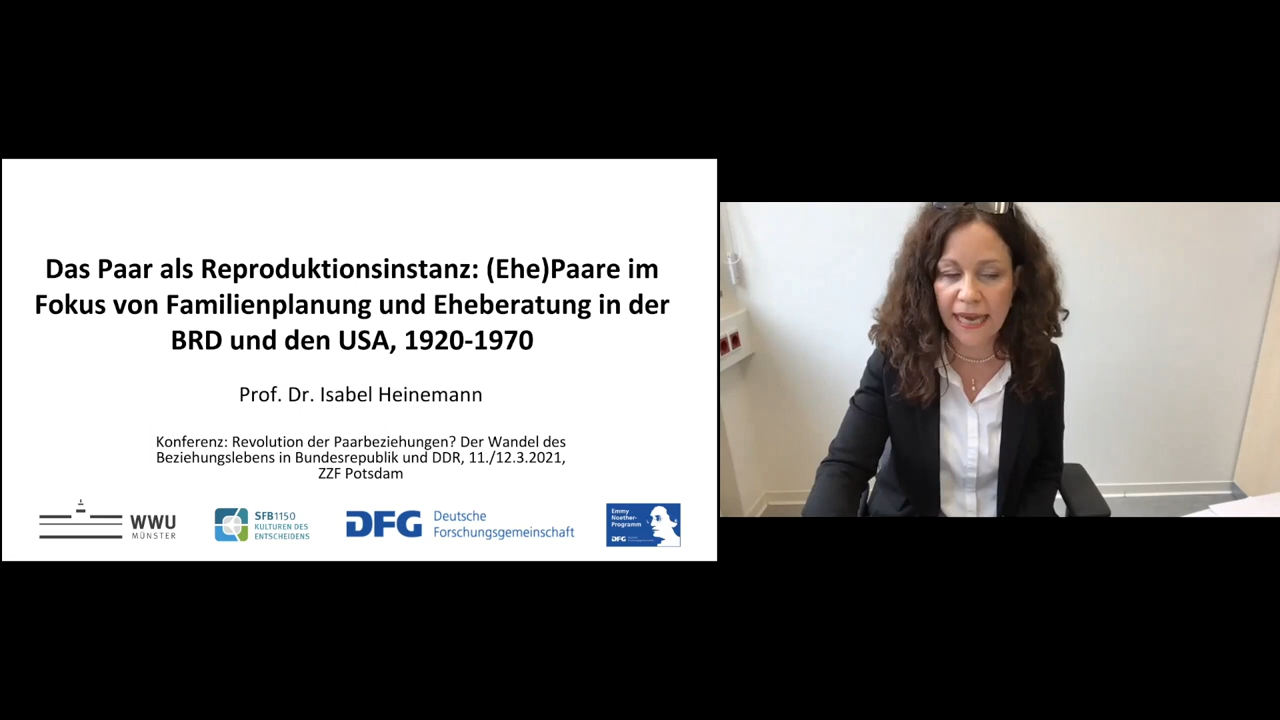 Das Paar als Reproduktionsinstanz: (Ehe)Paare im
Fokus von Familienplanung und Eheberatung in der
BRD und den USA, 1920-1970
Prof. Dr. Isabel Heinemann
Konferenz: Revolution der Paarbeziehungen? Der Wandel des
Beziehungslebens in Bundesrepublik und DDR, 11./12.3.2021,
ZZF Potsdam
WWU
MÜNSTER
SFB1150
KULTUREN DES
ENTSCHEIDENS
DFG
Deutsche
Forschungsgemeinschaft
Emmy
Noether-
Programm
DFG